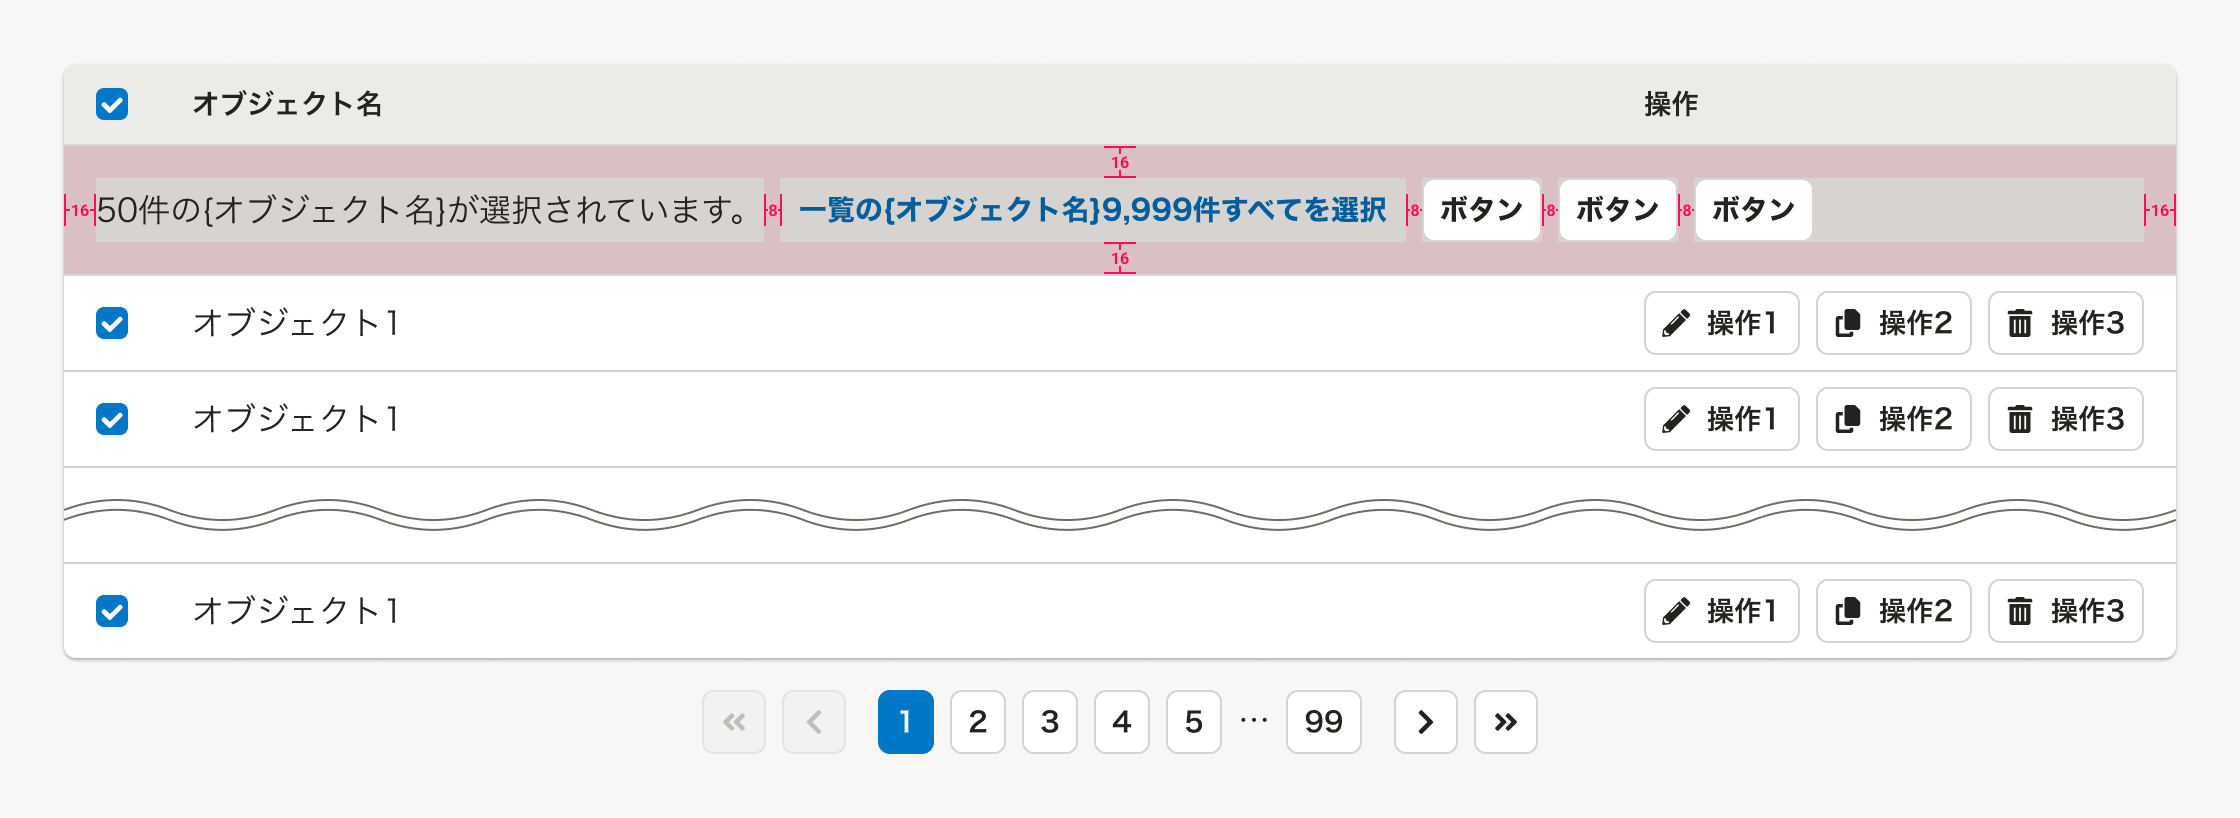 オブジェクト名 操作
16
16 50件の{オブジェクト名}が選択されています。 8 一覧の{オブジェクト名}9,999件すべてを選択 8 ボタン 8 ボタン 8 ボタン 16
16
オブジェクト1 操作1 操作2 操作3
オブジェクト1 操作1 操作2 操作3
オブジェクト1 操作1 操作2 操作3
1 2 3 4 5 … 99